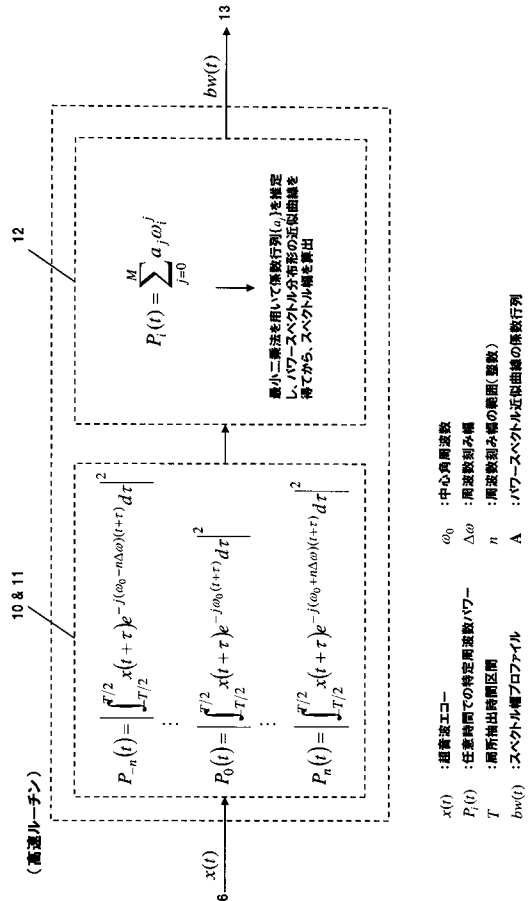 (高速ルーチン)
10 & 11
12
6
x(t)
P_{-n}(t) = |∫_{-T/2}^{T/2} x(t+τ)e^{-j(ω_0-nΔω)(t+τ)}dτ|^2
...
P_0(t) = |∫_{-T/2}^{T/2} x(t+τ)e^{-jω_0(t+τ)}dτ|^2
...
P_n(t) = |∫_{-T/2}^{T/2} x(t+τ)e^{-j(ω_0+nΔω)(t+τ)}dτ|^2
P_i(t) = ∑_{j=0}^{M} a_jω_i^j
最小二乗法を用いて係数行列{a_j}を推定
し、パワースペクトル分布形の近似曲線を
得てから、スペクトル幅を算出
bw(t)
13
x(t) :超音波エコー
P_i(t) :任意時間での特定周波数パワー
T :局所抽出時間区間
bw(t) :スペクトル幅プロファイル
ω_0 :中心角周波数
Δω :周波数刻み幅
n :周波数刻み幅の範囲(整数)
A :パワースペクトル近似曲線の係数行列